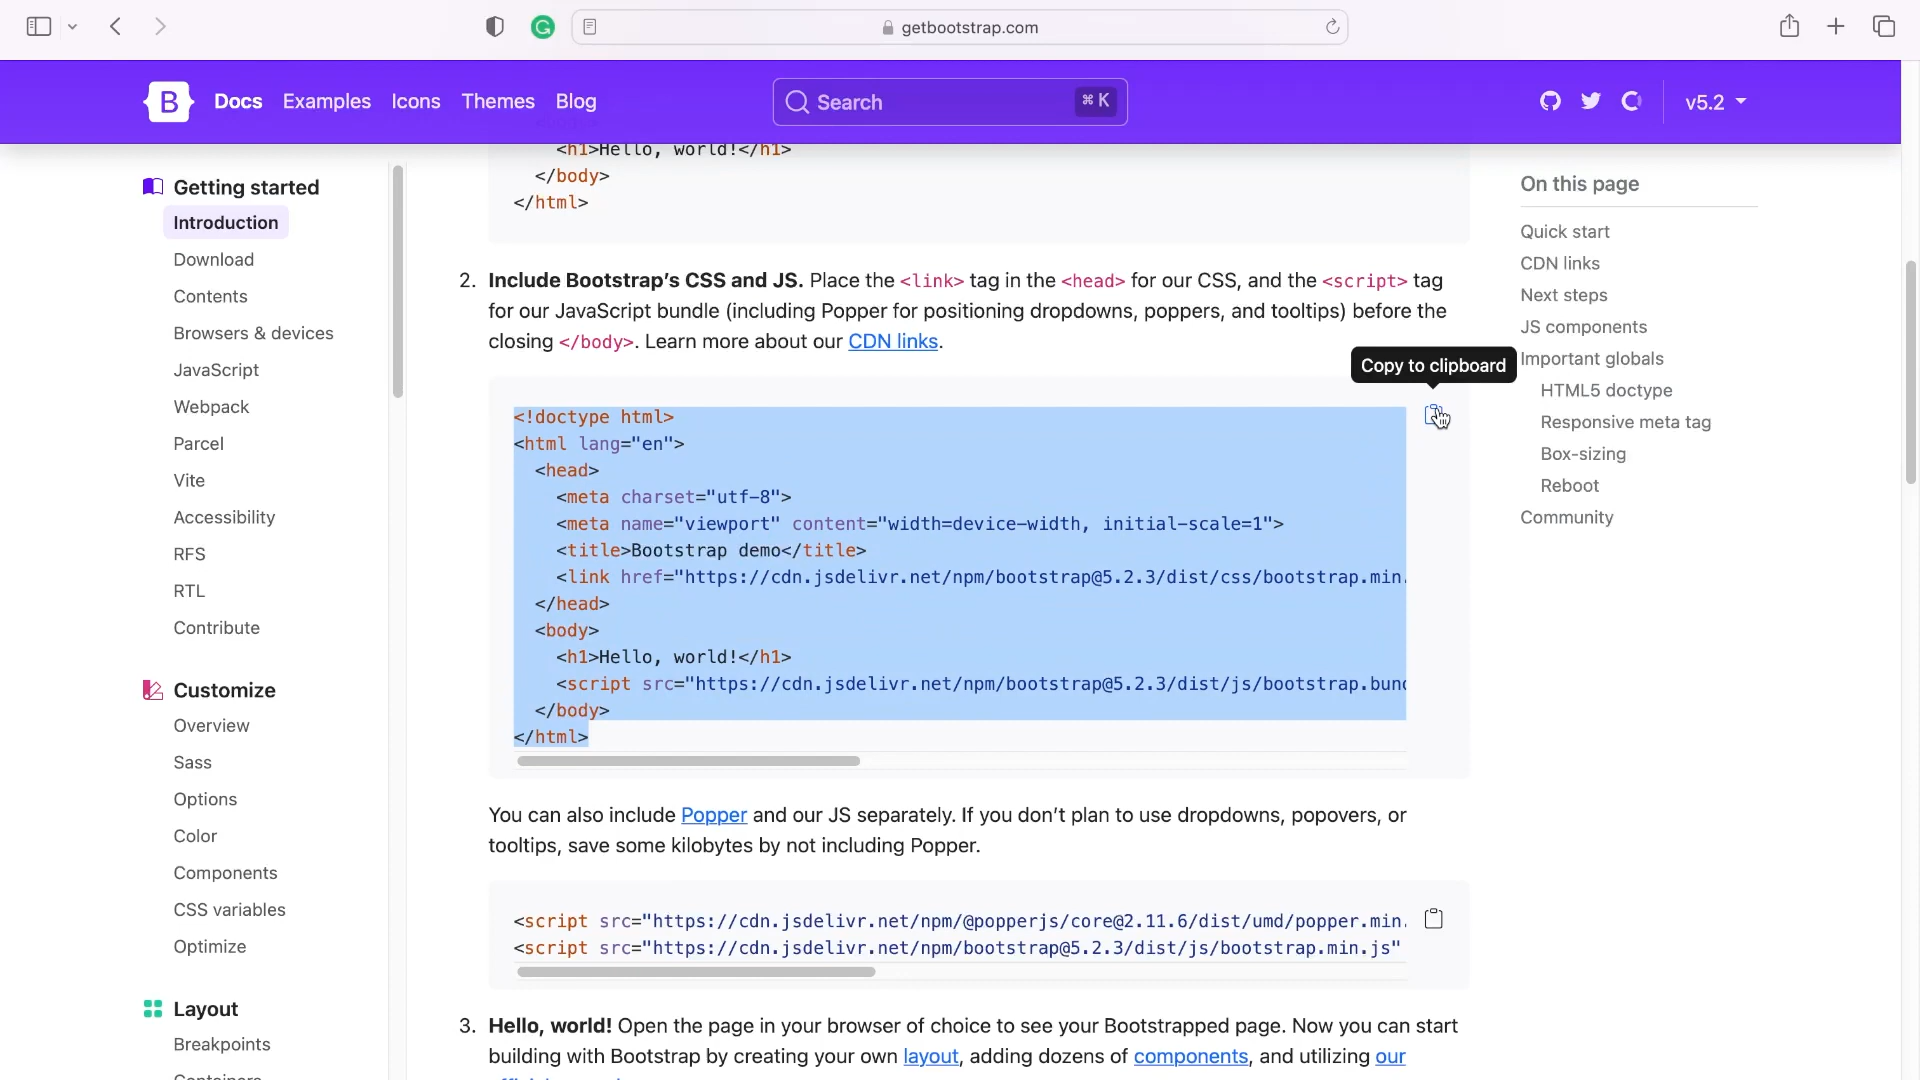 getbootstrap.com
B Docs Examples Icons Themes Blog Search ⌘ K v5.2
Getting started
Introduction
Download
Contents
Browsers & devices
JavaScript
Webpack
Parcel
Vite
Accessibility
RFS
RTL
Contribute
Customize
Overview
Sass
Options
Color
Components
CSS variables
Optimize
Layout
Breakpoints
Containers
<h1>Hello, world!</h1>
</body>
</html>
2. Include Bootstrap’s CSS and JS. Place the <link> tag in the <head> for our CSS, and the <script> tag
for our JavaScript bundle (including Popper for positioning dropdowns, poppers, and tooltips) before the
closing </body>. Learn more about our CDN links.
Copy to clipboard
<!doctype html>
<html lang="en">
<head>
<meta charset="utf-8">
<meta name="viewport" content="width=device-width, initial-scale=1">
<title>Bootstrap demo</title>
<link href="https://cdn.jsdelivr.net/npm/bootstrap@5.2.3/dist/css/bootstrap.min.
</head>
<body>
<h1>Hello, world!</h1>
<script src="https://cdn.jsdelivr.net/npm/bootstrap@5.2.3/dist/js/bootstrap.bund
</body>
</html>
You can also include Popper and our JS separately. If you don’t plan to use dropdowns, popovers, or
tooltips, save some kilobytes by not including Popper.
<script src="https://cdn.jsdelivr.net/npm/@popperjs/core@2.11.6/dist/umd/popper.min.
<script src="https://cdn.jsdelivr.net/npm/bootstrap@5.2.3/dist/js/bootstrap.min.js"
3. Hello, world! Open the page in your browser of choice to see your Bootstrapped page. Now you can start
building with Bootstrap by creating your own layout, adding dozens of components, and utilizing our
On this page
Quick start
CDN links
Next steps
JS components
Important globals
HTML5 doctype
Responsive meta tag
Box-sizing
Reboot
Community